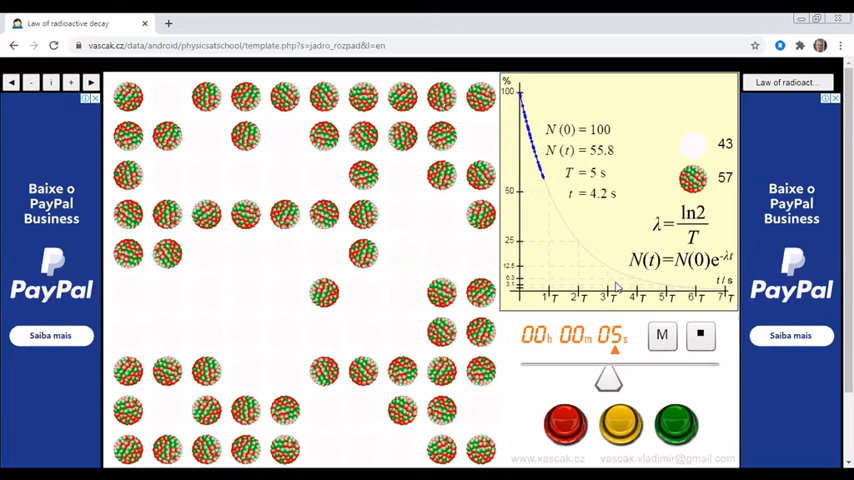 Law of radioactive decay
vascak.cz/data/android/physicsatschool/template.php?s=jadro_rozpad&l=en
- i +
Law of radioact...
Baixe o
PayPal
Business
PayPal
Saiba mais
%
100
50
25
12.5
6.2
3.1
N (0) = 100
N (t) = 55.8
T = 5 s
t = 4.2 s
43
57
λ = ln2
T
N(t)=N(0)e-λt
t / s
1T 2T 3T 4T 5T 6T 7T
00h 00m 05s
M
www.vascak.cz vascak.vladimir@gmail.com
Baixe o
PayPal
Business
PayPal
Saiba mais